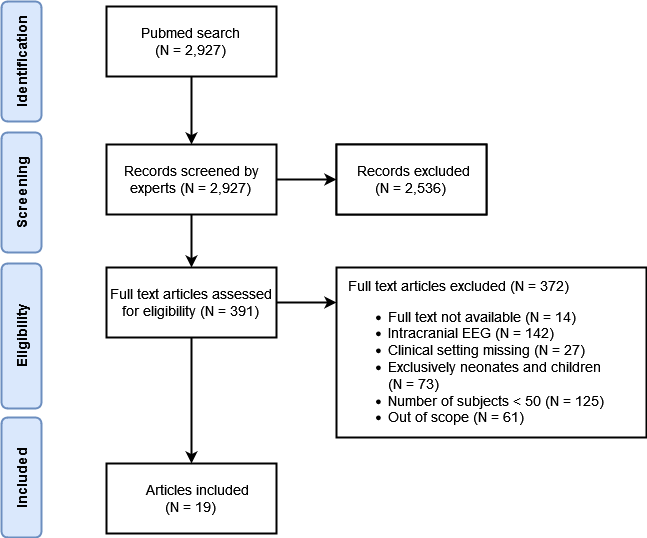 Identification
Pubmed search
(N = 2,927)
Screening
Records screened by
experts (N = 2,927)
Records excluded
(N = 2,536)
Eligibility
Full text articles assessed
for eligibility (N = 391)
Full text articles excluded (N = 372)
• Full text not available (N = 14)
• Intracranial EEG (N = 142)
• Clinical setting missing (N = 27)
• Exclusively neonates and children
(N = 73)
• Number of subjects < 50 (N = 125)
• Out of scope (N = 61)
Included
Articles included
(N = 19)